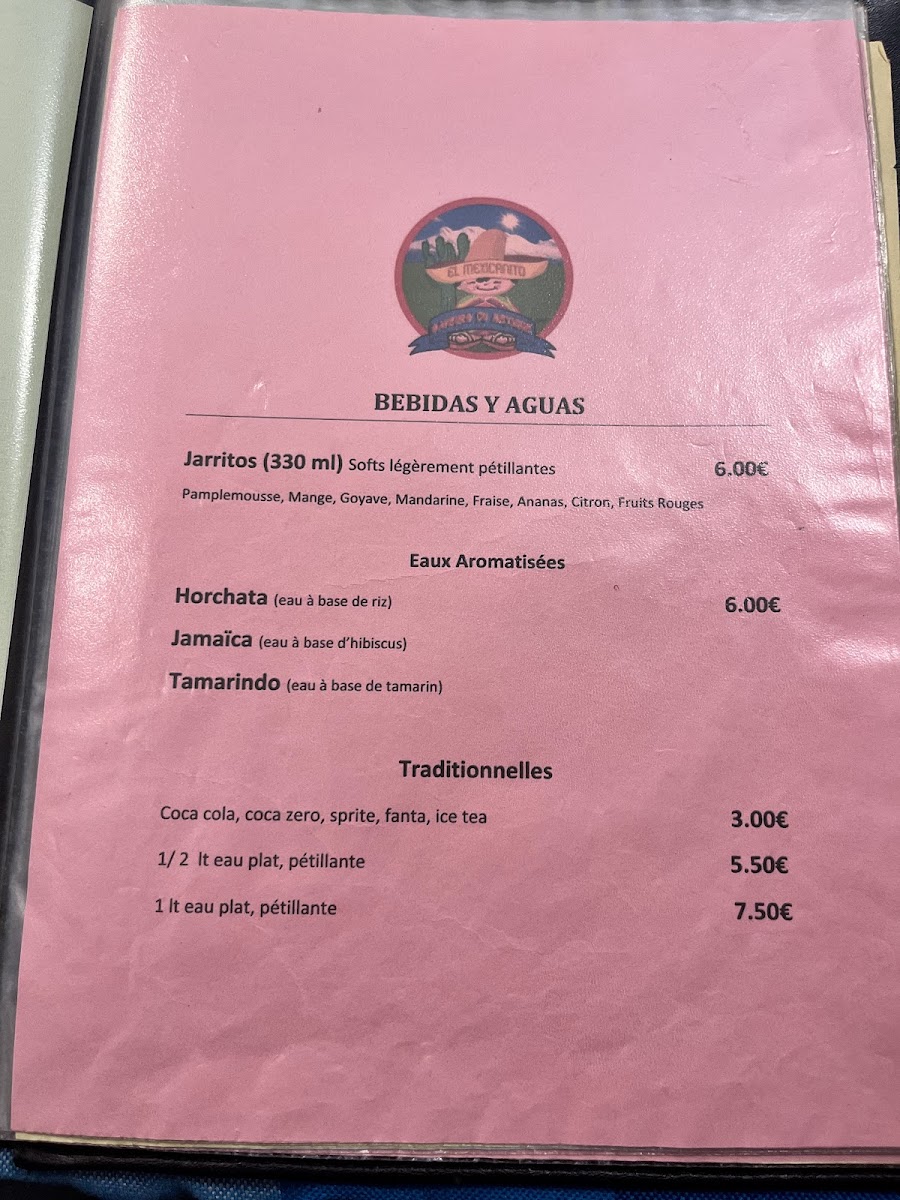 EL MEXICANITO
BEBIDAS Y AGUAS
Jarritos (330 ml) Softs légèrement pétillantes 6.00€
Pamplemousse, Mange, Goyave, Mandarine, Fraise, Ananas, Citron, Fruits Rouges
Eaux Aromatisées
Horchata (eau à base de riz) 6.00€
Jamaïca (eau à base d'hibiscus)
Tamarindo (eau à base de tamarin)
Traditionnelles
Coca cola, coca zero, sprite, fanta, ice tea 3.00€
1/ 2 lt eau plat, pétillante 5.50€
1 lt eau plat, pétillante 7.50€